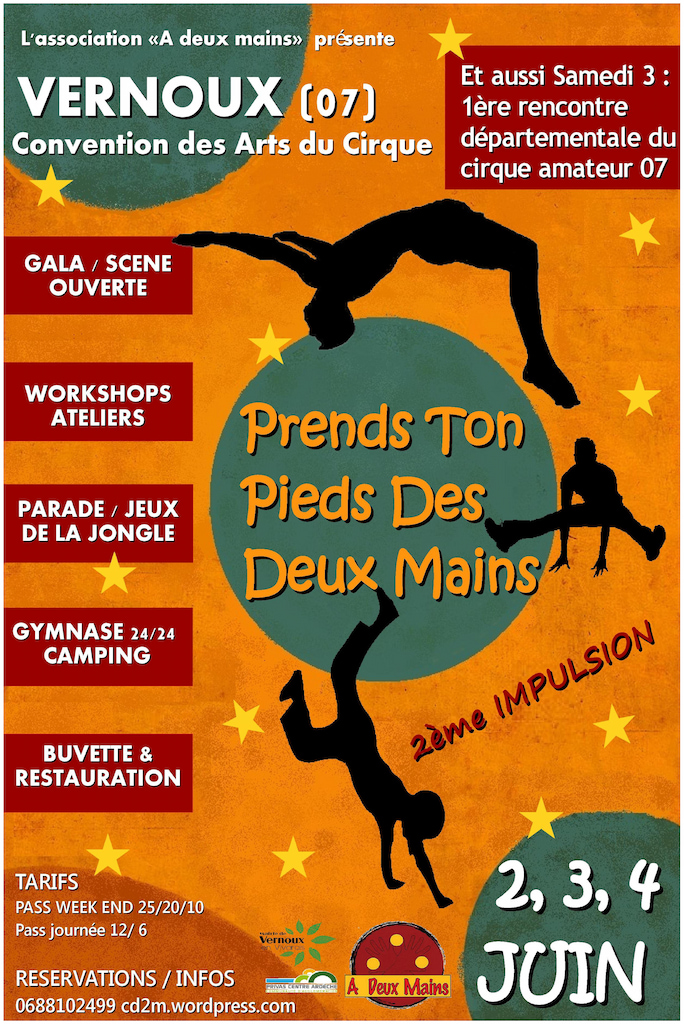 L'association «A deux mains» présente
VERNOUX (07)
Convention des Arts du Cirque
Et aussi Samedi 3 :
1ère rencontre
départementale du
cirque amateur 07
GALA / SCENE
OUVERTE
WORKSHOPS
ATELIERS
PARADE / JEUX
DE LA JONGLE
GYMNASE 24/24
CAMPING
BUVETTE &
RESTAURATION
Prends Ton
Pieds Des
Deux Mains
2ème IMPULSION
2, 3, 4
JUIN
TARIFS
PASS WEEK END 25/20/10
Pass journée 12/ 6
RESERVATIONS / INFOS
0688102499 cd2m.wordpress.com
Vernoux
PRIVAS CENTRE ARDECHE
A Deux Mains